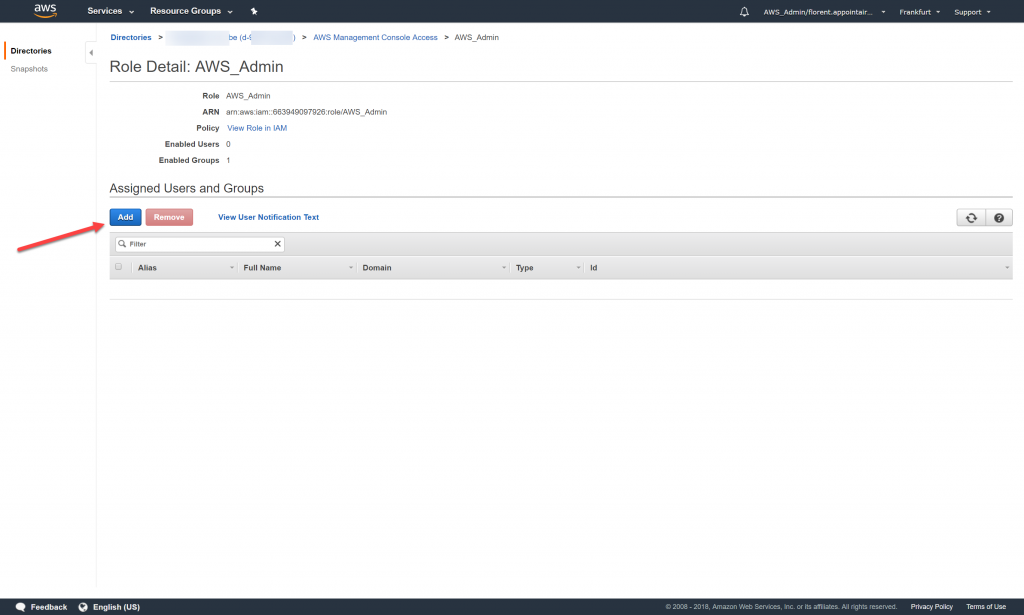 aws Services Resource Groups AWS_Admin/florent.appointair... Frankfurt Support
Directories > be (d-9 ) > AWS Management Console Access > AWS_Admin
Directories
Snapshots
Role Detail: AWS_Admin
Role AWS_Admin
ARN arn:aws:iam::663949097926:role/AWS_Admin
Policy View Role in IAM
Enabled Users 0
Enabled Groups 1
Assigned Users and Groups
Add Remove View User Notification Text
Filter
Alias Full Name Domain Type Id
Feedback English (US) © 2008 - 2018, Amazon Web Services, Inc. or its affiliates. All rights reserved. Privacy Policy Terms of Use